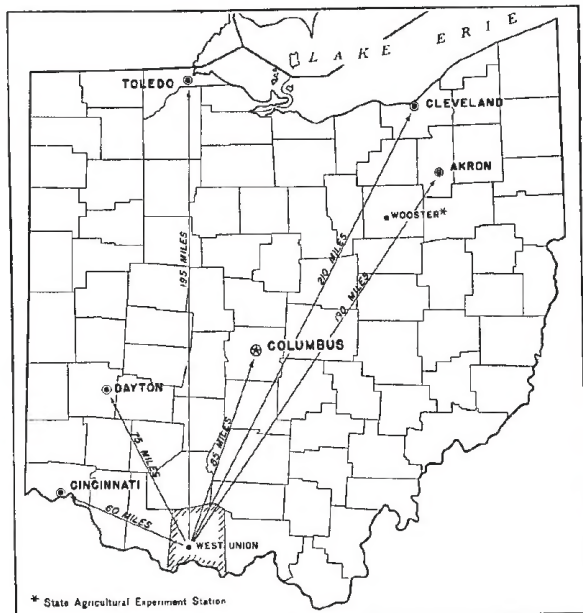 LAKE ERIE
TOLEDO
CLEVELAND
AKRON
WOOSTER*
195 MILES
210 MILES
190 MILES
COLUMBUS
DAYTON
75 MILES
85 MILES
CINCINNATI
60 MILES
WEST UNION
* State Agricultural Experiment Station